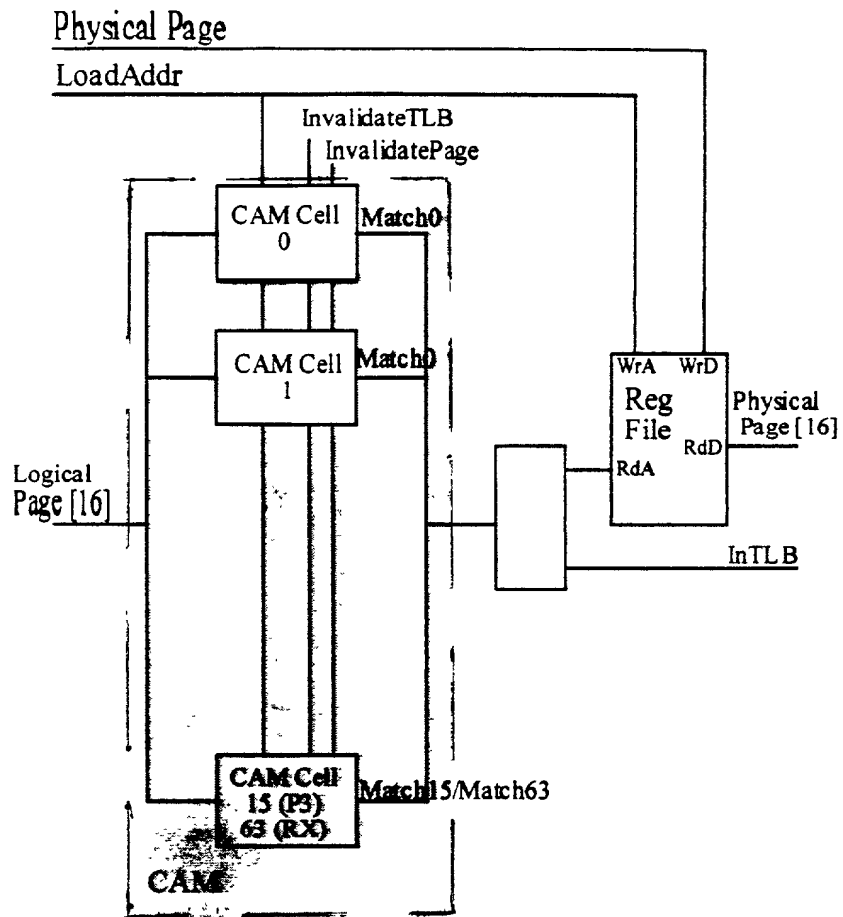 Physical Page
LoadAddr
InvalidateTLB
InvalidatePage
CAM Cell
0
Match0
CAM Cell
1
Match0
WrA WrD
Reg
File
RdD
RdA
Physical
Page[16]
Logical
Page [16]
InTLB
CAM Cell
15 (P3)
63 (RX)
Match15/Match63
CAM